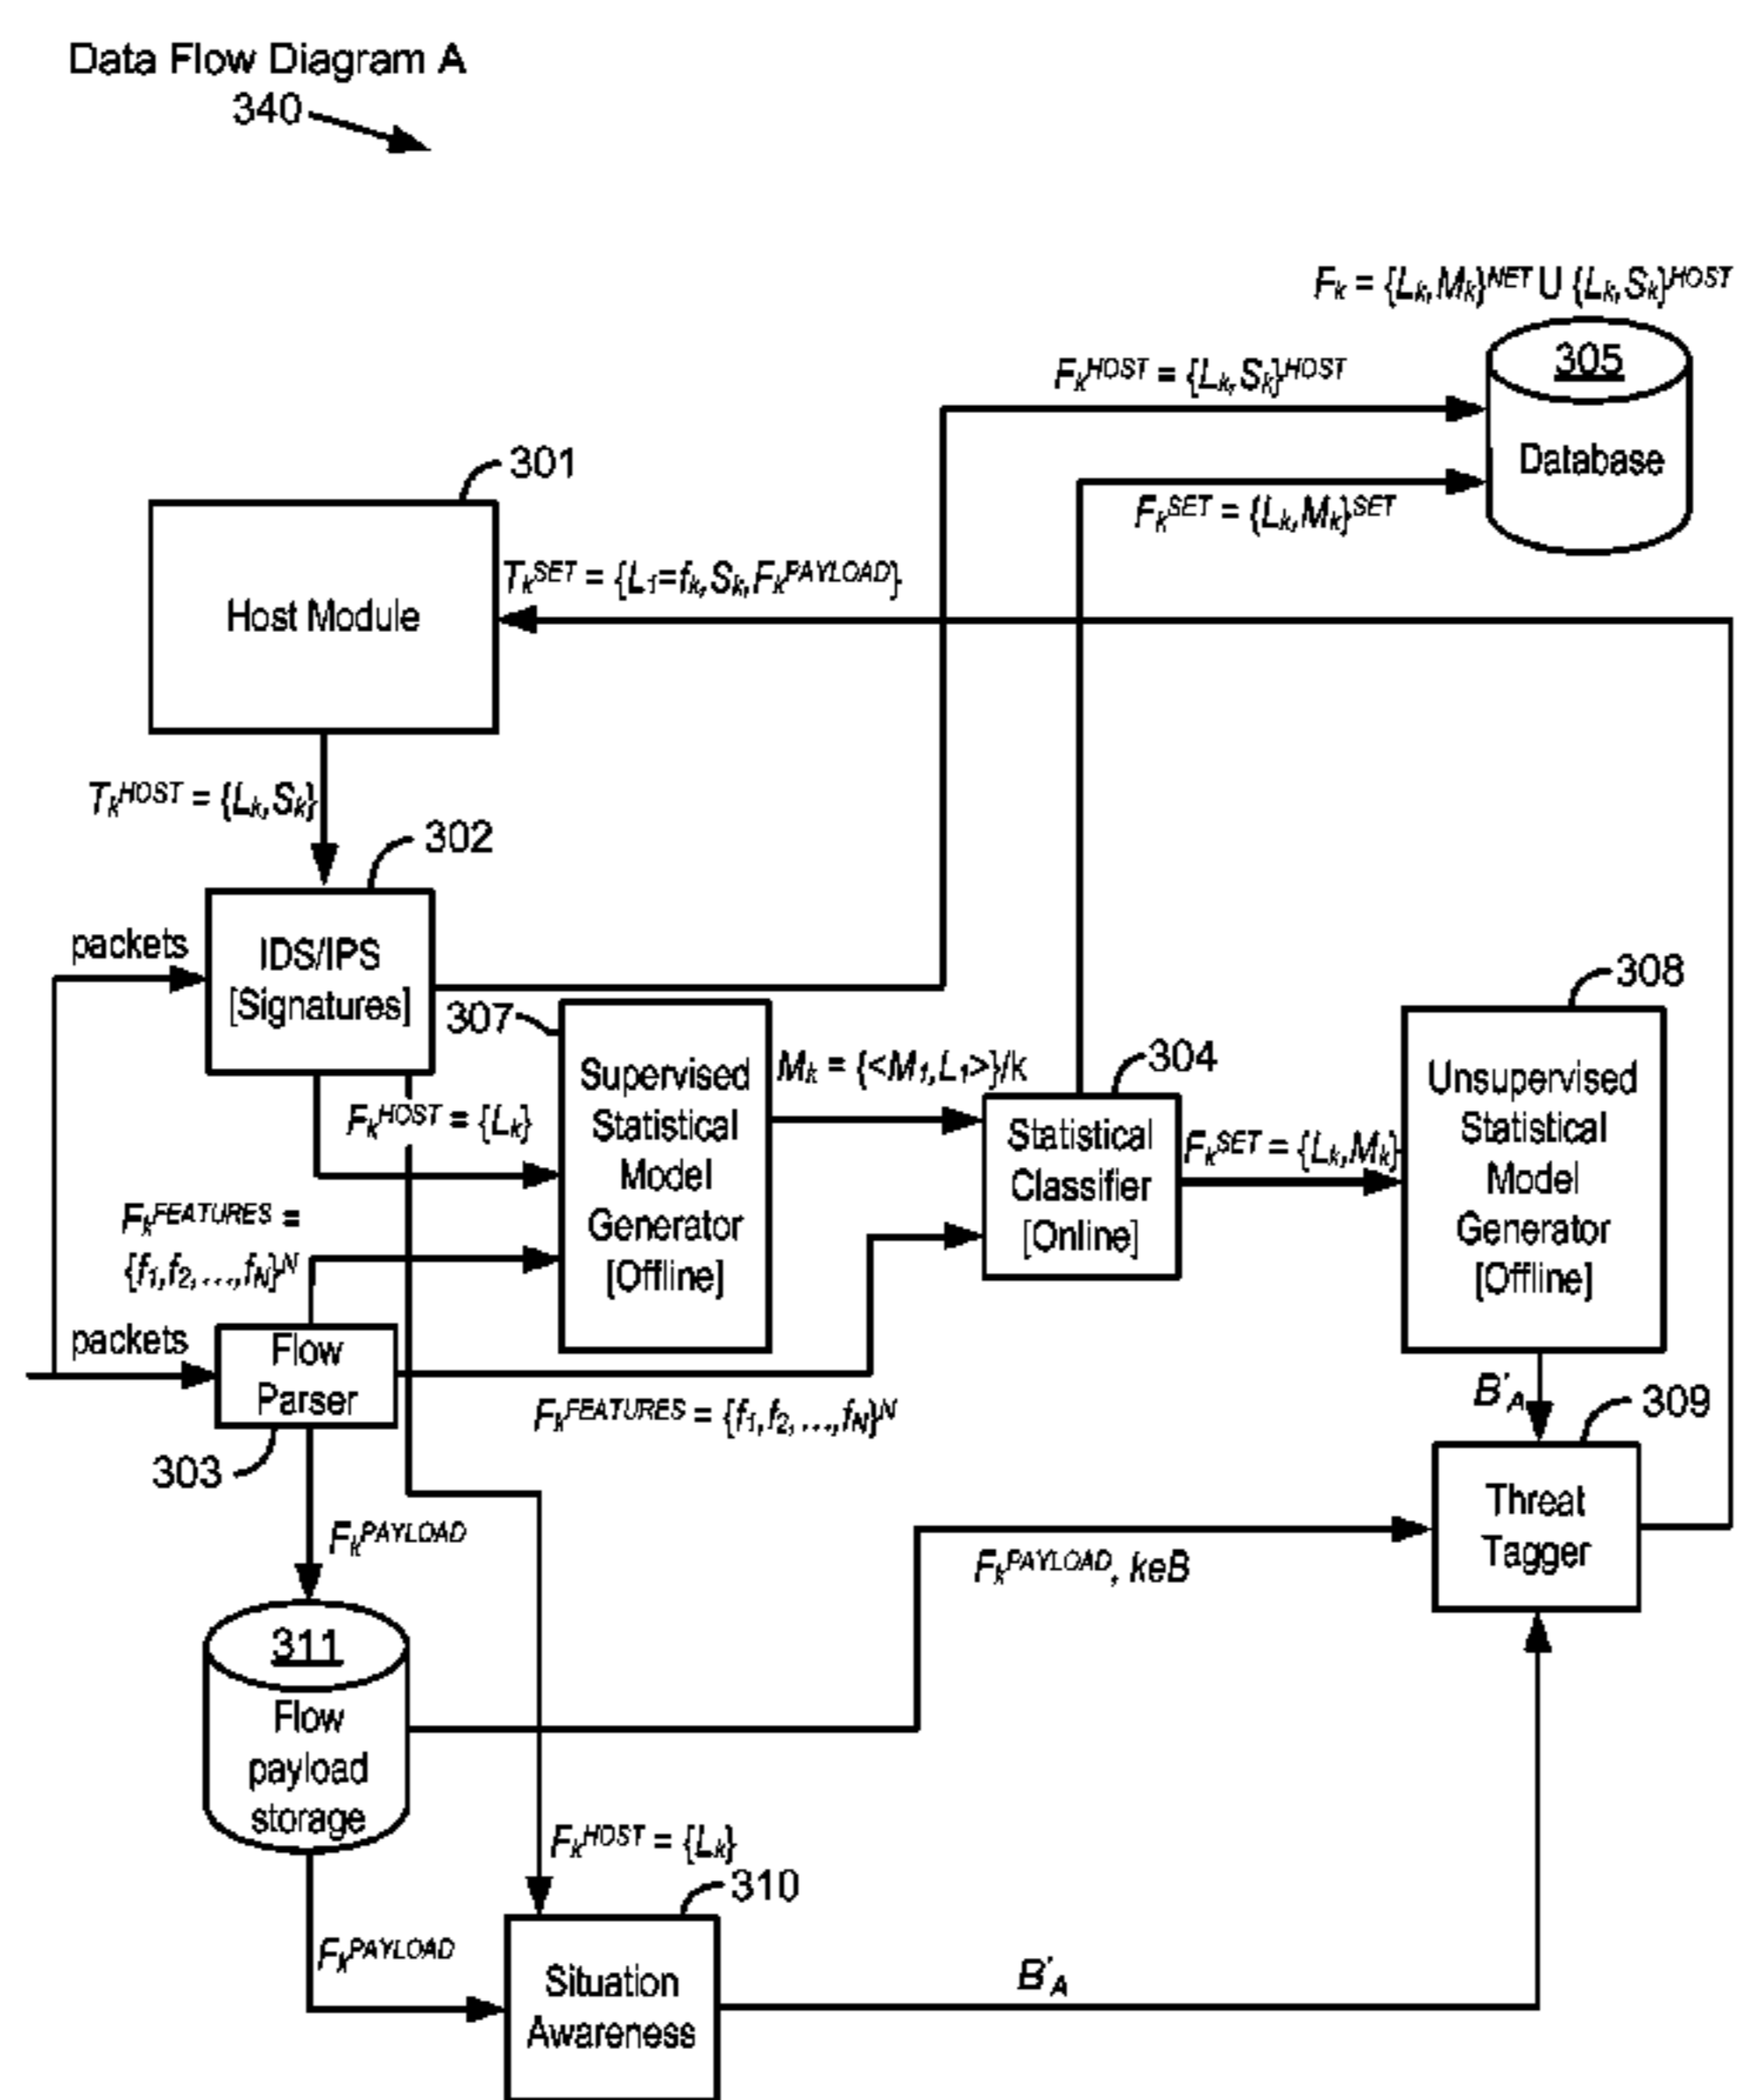 Data Flow Diagram A
340
Fₖ = {Lₖ,Mₖ}ᴺᴱᵀ U {Lₖ,Sₖ}ᴴᴼˢᵀ
305
Database
FₖHOST = {Lₖ,Sₖ}HOST
FₖSET = {Lₖ,Mₖ}SET
301
Host Module
TₖSET = {L₁=fₖ,Sₖ,FₖPAYLOAD}
TₖHOST = {Lₖ,Sₖ}
302
packets
IDS/IPS
[Signatures]
307
Supervised
Statistical
Model
Generator
[Offline]
Mₖ = {<M₁,L₁>}/k
304
Statistical
Classifier
[Online]
308
Unsupervised
Statistical
Model
Generator
[Offline]
FₖSET = {Lₖ,Mₖ}
FₖHOST = {Lₖ}
FₖFEATURES =
{f₁,f₂,...,fN}N
packets
Flow
Parser
303
FₖFEATURES = {f₁,f₂,...,fN}N
B'A
309
Threat
Tagger
FₖPAYLOAD
FₖPAYLOAD, keB
311
Flow
payload
storage
FₖHOST = {Lₖ}
310
FₖPAYLOAD
Situation
Awareness
B'A